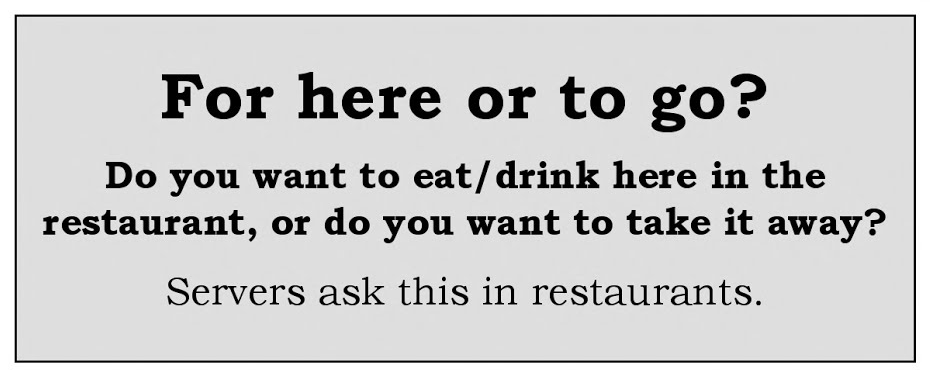 For here or to go?
Do you want to eat/drink here in the
restaurant, or do you want to take it away?
Servers ask this in restaurants.